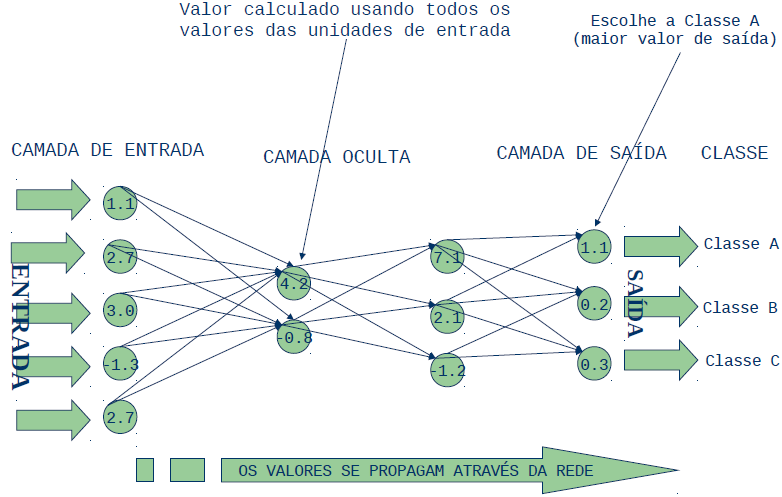 Valor calculado usando todos os
valores das unidades de entrada
Escolhe a Classe A
(maior valor de saída)
CAMADA DE ENTRADA
CAMADA OCULTA
CAMADA DE SAÍDA
CLASSE
ENTRADA
1.1
2.7
3.0
-1.3
2.7
4.2
-0.8
7.1
2.1
-1.2
1.1
0.2
0.3
SAÍDA
Classe A
Classe B
Classe C
OS VALORES SE PROPAGAM ATRAVÉS DA REDE